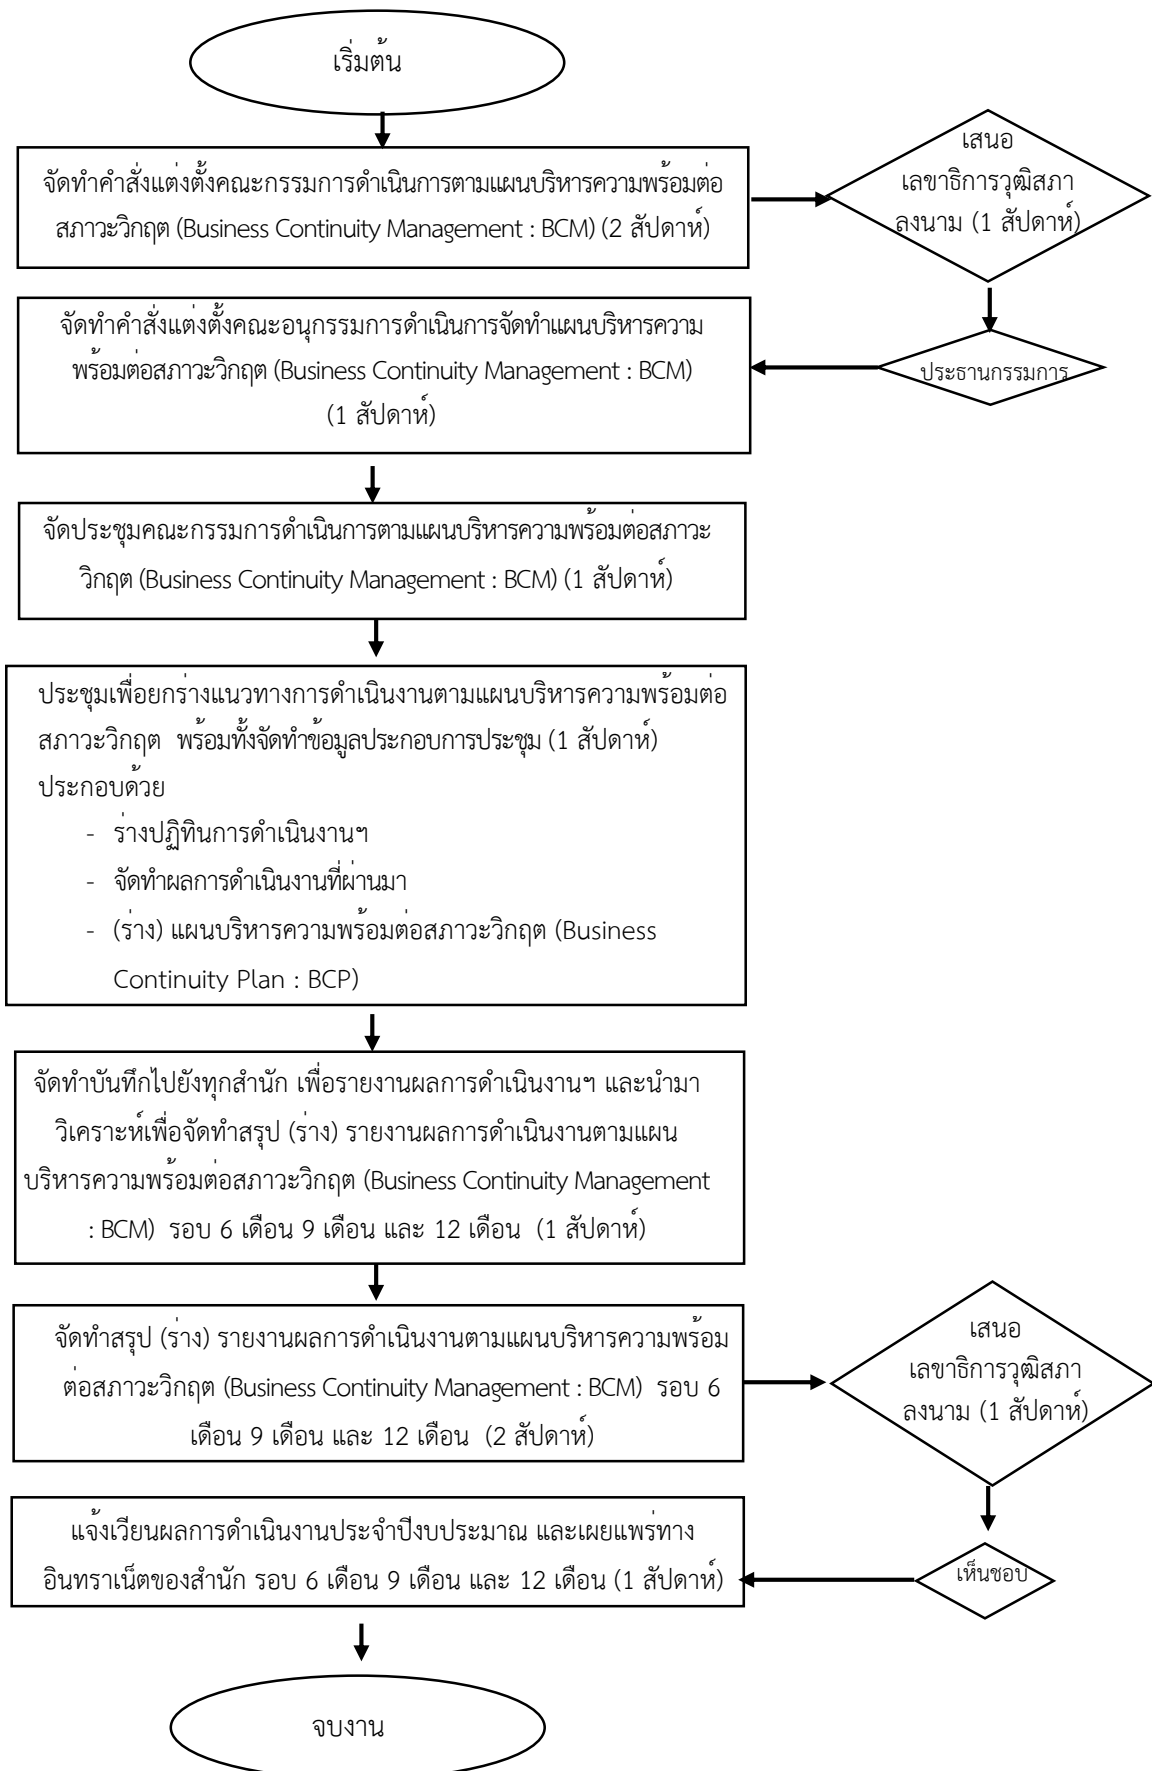 เริ่มต้น
จัดทำคำสั่งแต่งตั้งคณะกรรมการดำเนินการตามแผนบริหารความพร้อมต่อ
สภาวะวิกฤต (Business Continuity Management : BCM) (2 สัปดาห์)
เสนอ
เลขาธิการวุฒิสภา
ลงนาม (1 สัปดาห์)
ประธานกรรมการ
จัดทำคำสั่งแต่งตั้งคณะอนุกรรมการดำเนินการจัดทำแผนบริหารความ
พร้อมต่อสภาวะวิกฤต (Business Continuity Management : BCM)
(1 สัปดาห์)
จัดประชุมคณะกรรมการดำเนินการตามแผนบริหารความพร้อมต่อสภาวะ
วิกฤต (Business Continuity Management : BCM) (1 สัปดาห์)
ประชุมเพื่อยกร่างแนวทางการดำเนินงานตามแผนบริหารความพร้อมต่อ
สภาวะวิกฤต พร้อมทั้งจัดทำข้อมูลประกอบการประชุม (1 สัปดาห์)
ประกอบด้วย
- ร่างปฏิทินการดำเนินงานฯ
- จัดทำผลการดำเนินงานที่ผ่านมา
- (ร่าง) แผนบริหารความพร้อมต่อสภาวะวิกฤต (Business
Continuity Plan : BCP)
จัดทำบันทึกไปยังทุกสำนัก เพื่อรายงานผลการดำเนินงานฯ และนำมา
วิเคราะห์เพื่อจัดทำสรุป (ร่าง) รายงานผลการดำเนินงานตามแผน
บริหารความพร้อมต่อสภาวะวิกฤต (Business Continuity Management
: BCM) รอบ 6 เดือน 9 เดือน และ 12 เดือน (1 สัปดาห์)
จัดทำสรุป (ร่าง) รายงานผลการดำเนินงานตามแผนบริหารความพร้อม
ต่อสภาวะวิกฤต (Business Continuity Management : BCM) รอบ 6
เดือน 9 เดือน และ 12 เดือน (2 สัปดาห์)
เสนอ
เลขาธิการวุฒิสภา
ลงนาม (1 สัปดาห์)
เห็นชอบ
แจ้งเวียนผลการดำเนินงานประจำปีงบประมาณ และเผยแพร่ทาง
อินทราเน็ตของสำนัก รอบ 6 เดือน 9 เดือน และ 12 เดือน (1 สัปดาห์)
จบงาน